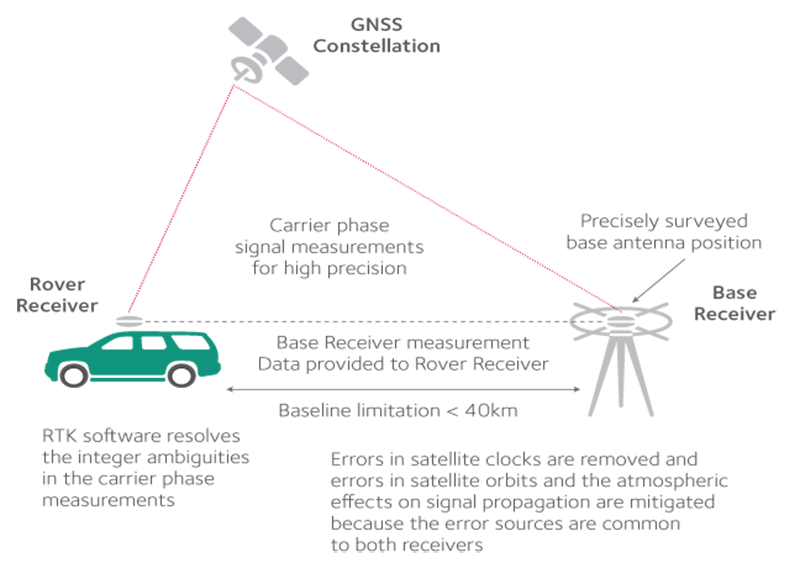 GNSS
Constellation
Carrier phase
signal measurements
for high precision
Precisely surveyed
base antenna position
Rover
Receiver
Base
Receiver
Base Receiver measurement
Data provided to Rover Receiver
Baseline limitation < 40km
RTK software resolves
the integer ambiguities
in the carrier phase
measurements
Errors in satellite clocks are removed and
errors in satellite orbits and the atmospheric
effects on signal propagation are mitigated
because the error sources are common
to both receivers